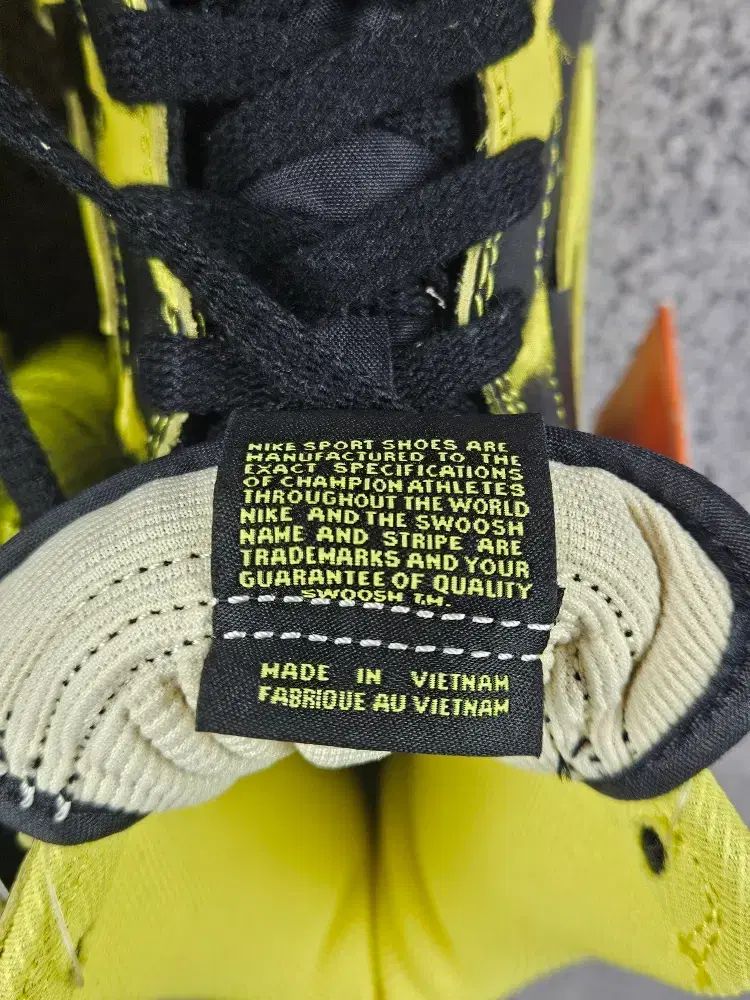 NIKE SPORT SHOES ARE
MANUFACTURED TO THE
EXACT SPECIFICATIONS
OF CHAMPION ATHLETES
THROUGHOUT THE WORLD
NIKE AND THE SWOOSH
NAME AND STRIPE ARE
TRADEMARKS AND YOUR
GUARANTEE OF QUALITY
SWOOSH T.M.
MADE IN VIETNAM
FABRIQUE AU VIETNAM